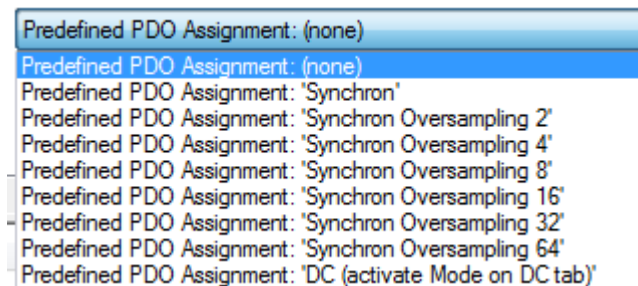 Predefined PDO Assignment: (none)
Predefined PDO Assignment: (none)
Predefined PDO Assignment: 'Synchron'
Predefined PDO Assignment: 'Synchron Oversampling 2'
Predefined PDO Assignment: 'Synchron Oversampling 4'
Predefined PDO Assignment: 'Synchron Oversampling 8'
Predefined PDO Assignment: 'Synchron Oversampling 16'
Predefined PDO Assignment: 'Synchron Oversampling 32'
Predefined PDO Assignment: 'Synchron Oversampling 64'
Predefined PDO Assignment: 'DC (activate Mode on DC tab)'